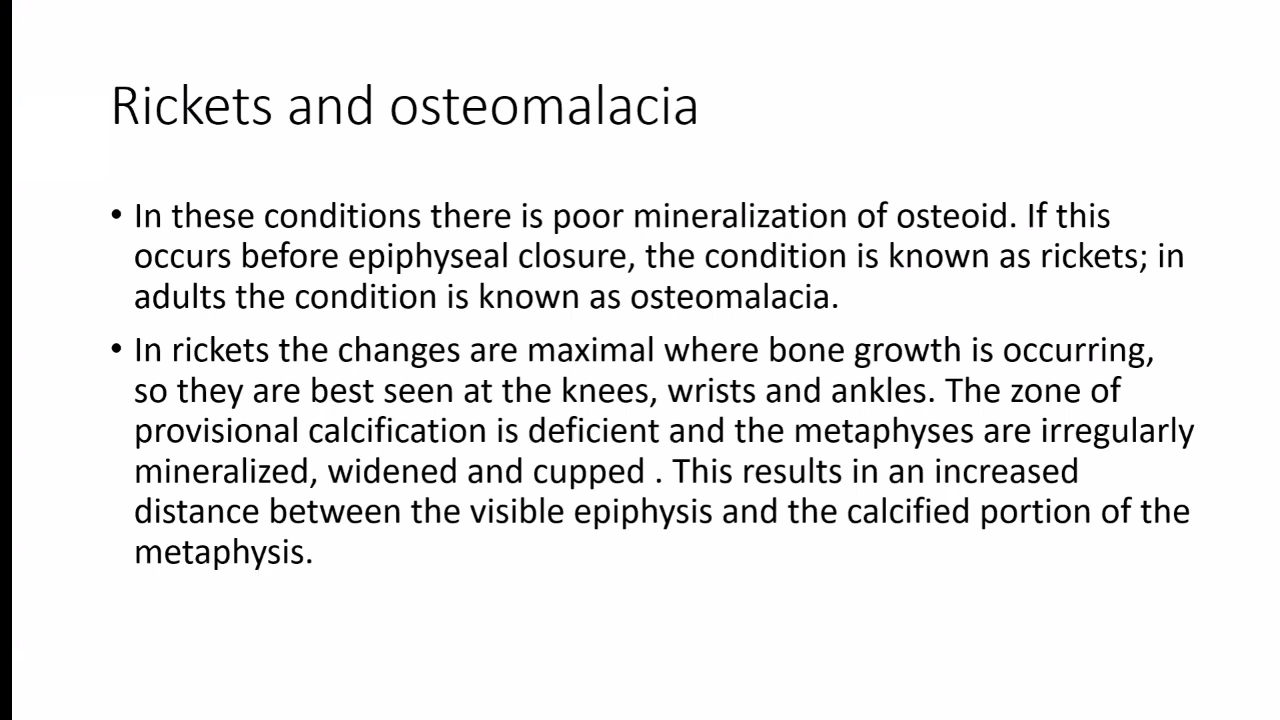 Rickets and osteomalacia
• In these conditions there is poor mineralization of osteoid. If this
occurs before epiphyseal closure, the condition is known as rickets; in
adults the condition is known as osteomalacia.
• In rickets the changes are maximal where bone growth is occurring,
so they are best seen at the knees, wrists and ankles. The zone of
provisional calcification is deficient and the metaphyses are irregularly
mineralized, widened and cupped . This results in an increased
distance between the visible epiphysis and the calcified portion of the
metaphysis.